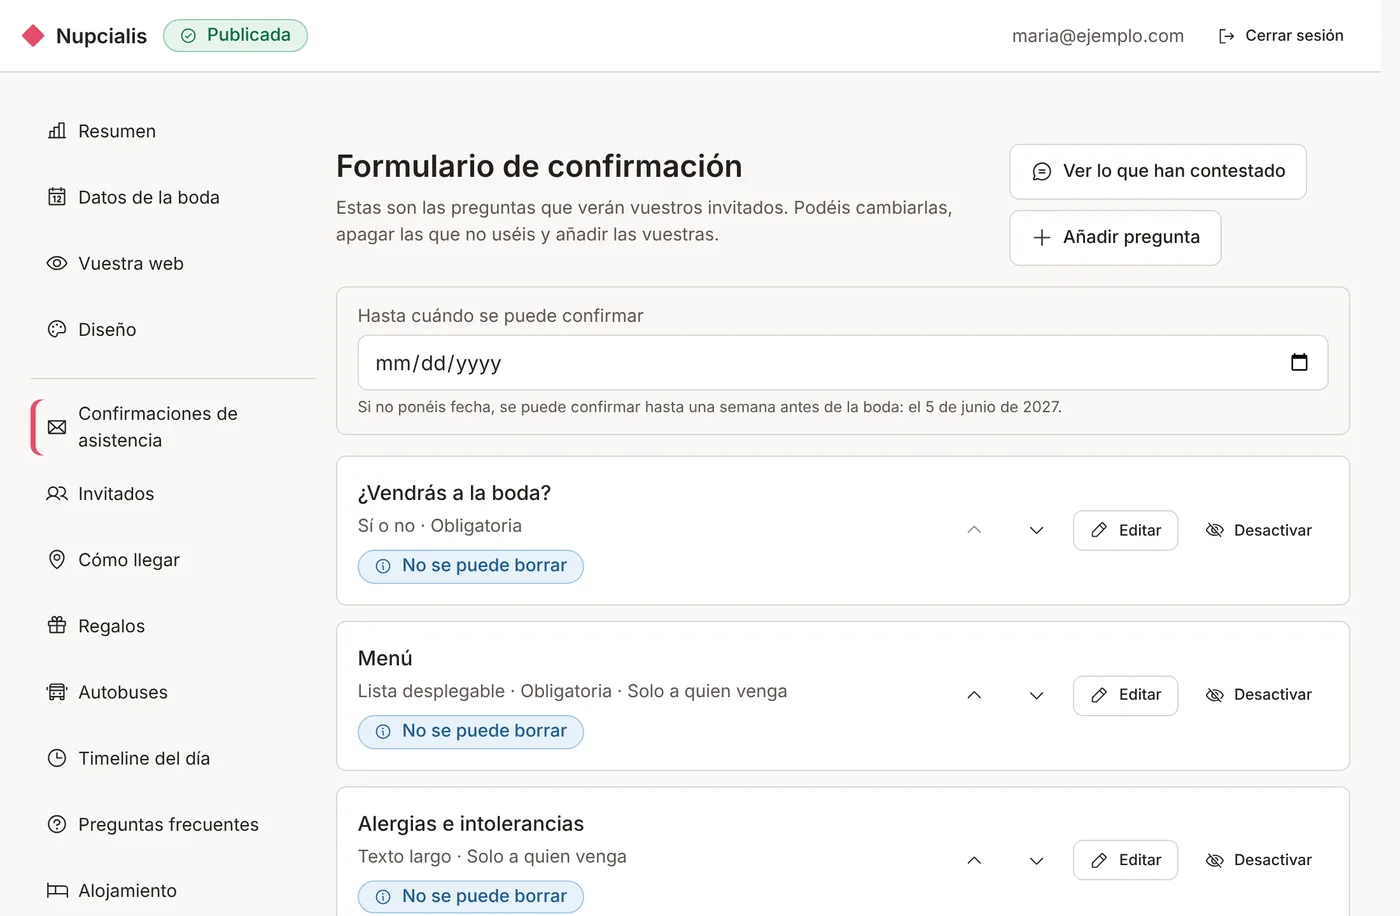 Nupcialis
Publicada
maria@ejemplo.com
Cerrar sesión
Resumen
Datos de la boda
Vuestra web
Diseño
Confirmaciones de
asistencia
Invitados
Cómo llegar
Regalos
Autobuses
Timeline del día
Preguntas frecuentes
Alojamiento
Formulario de confirmación
Estas son las preguntas que verán vuestros invitados. Podéis cambiarlas,
apagar las que no uséis y añadir las vuestras.
Ver lo que han contestado
Añadir pregunta
Hasta cuándo se puede confirmar
mm/dd/yyyy
Si no ponéis fecha, se puede confirmar hasta una semana antes de la boda: el 5 de junio de 2027.
¿Vendrás a la boda?
Sí o no · Obligatoria
No se puede borrar
Editar
Desactivar
Menú
Lista desplegable · Obligatoria · Solo a quien venga
No se puede borrar
Editar
Desactivar
Alergias e intolerancias
Texto largo · Solo a quien venga
No se puede borrar
Editar
Desactivar